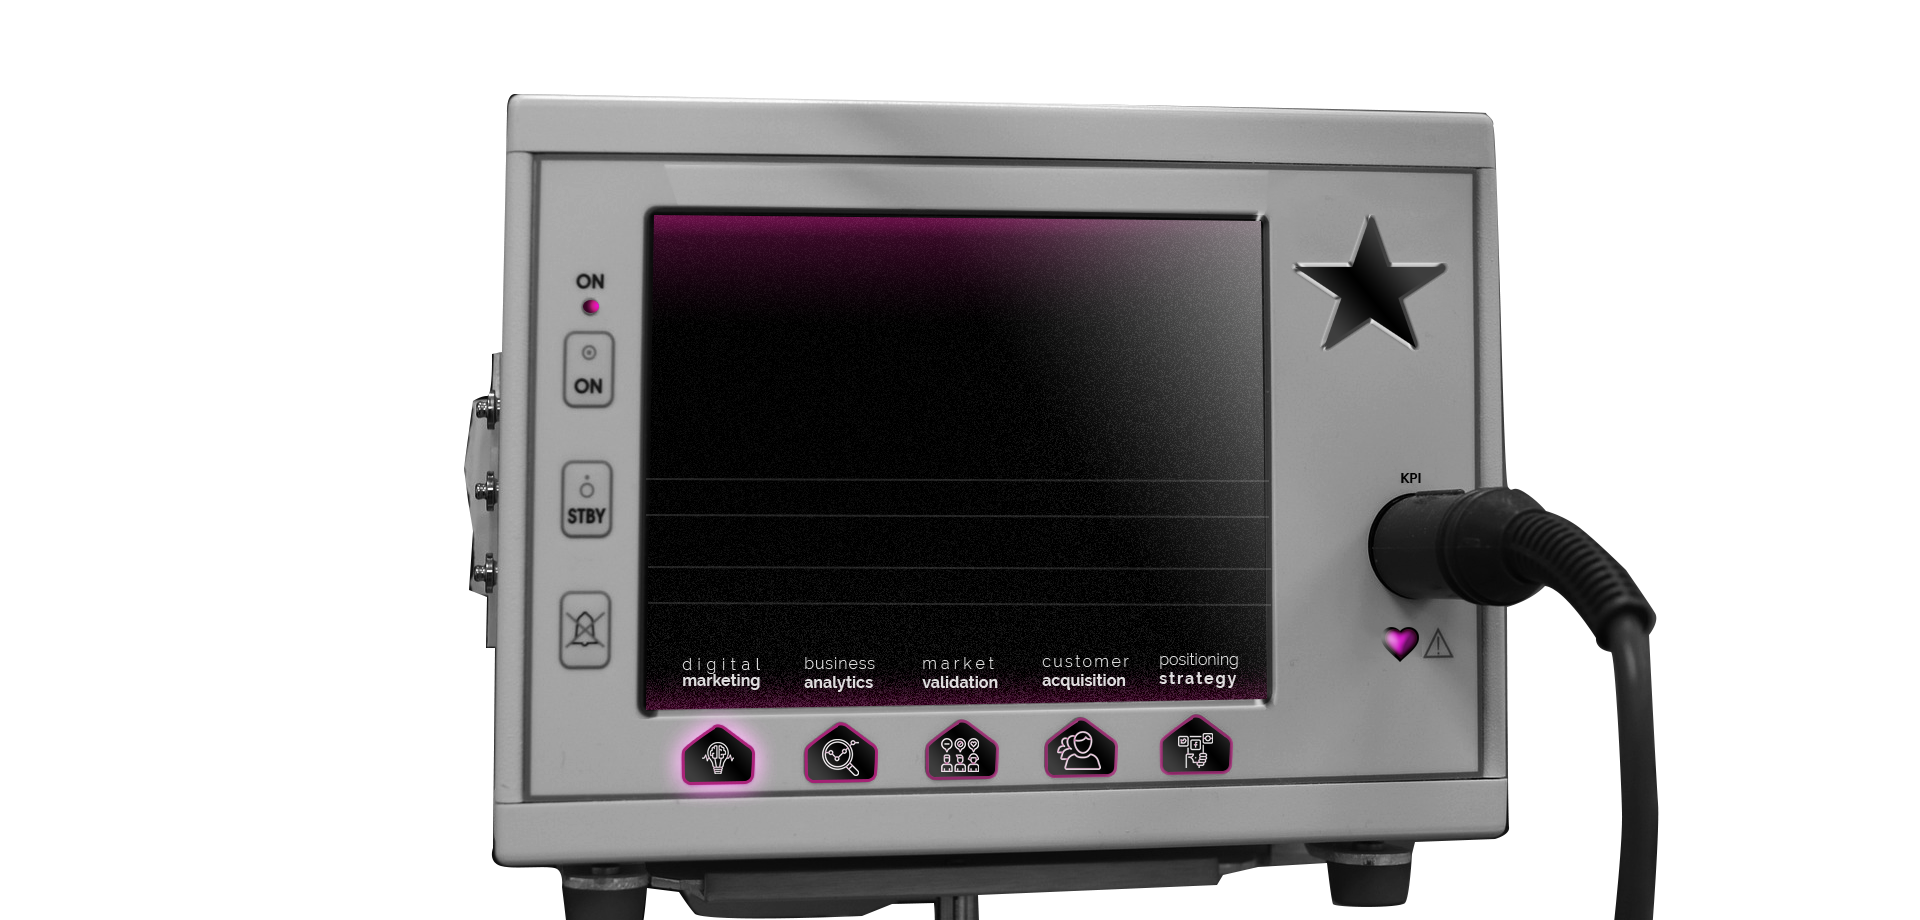 ON
ON
STBY
KPI
digital
marketing
business
analytics
market
validation
customer
acquisition
positioning
strategy